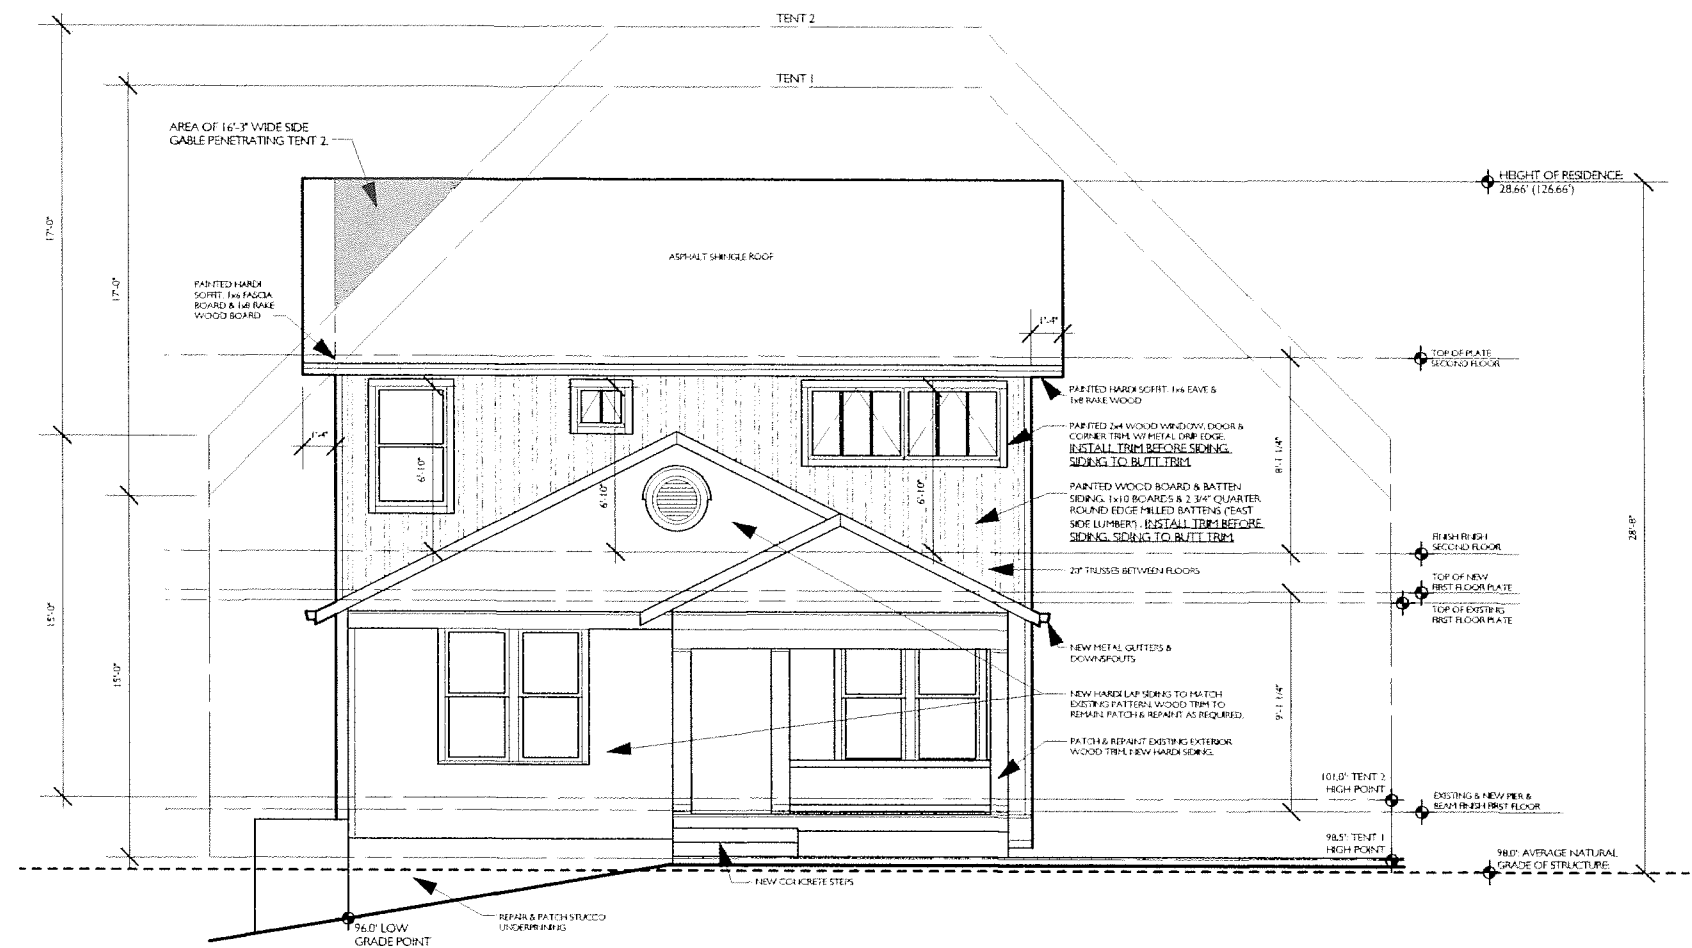 TENT 2
TENT 1
AREA OF 16'-3" WIDE SIDE
GABLE PENETRATING TENT 2.
HEIGHT OF RESIDENCE:
28.66' (126.66')
17'-0"
17'-0"
ASPHALT SHINGLE ROOF
PAINTED HARDI
SOFFIT. 1x6 FASCIA
BOARD & 1x8 RAKE
WOOD BOARD
1'-4"
TOP OF PLATE
SECOND FLOOR
PAINTED HARDI SOFFIT. 1x6 EAVE &
1x8 RAKE WOOD
1'-4"
PAINTED 2x4 WOOD WINDOW, DOOR &
CORNER TRIM. W/ METAL DRIP EDGE.
INSTALL TRIM BEFORE SIDING.
SIDING TO BUTT TRIM
6'-10"
6'-10"
6'-10"
8'-1 1/4"
PAINTED WOOD BOARD & BATTEN
SIDING. 1x10 BOARDS & 2 3/4" QUARTER
ROUND EDGE MILLED BATTENS ("EAST
SIDE LUMBER"). INSTALL TRIM BEFORE
SIDING. SIDING TO BUTT TRIM
28'-8"
FINISH FINISH
SECOND FLOOR
20" TRUSSES BETWEEN FLOORS
TOP OF NEW
FIRST FLOOR PLATE
TOP OF EXISTING
FIRST FLOOR PLATE
15'-0"
15'-0"
NEW METAL GUTTERS &
DOWNSPOUTS
NEW HARDI LAP SIDING TO MATCH
EXISTING PATTERN. WOOD TRIM TO
REMAIN. PATCH & REPAINT AS REQUIRED.
9'-1 1/4"
PATCH & REPAINT EXISTING EXTERIOR
WOOD TRIM. NEW HARDI SIDING.
101.0': TENT 2
HIGH POINT
EXISTING & NEW PIER &
BEAM FINISH FIRST FLOOR
98.5': TENT 1
HIGH POINT
98.0': AVERAGE NATURAL
GRADE OF STRUCTURE
NEW CONCRETE STEPS
REPAIR & PATCH STUCCO
UNDERPINNING
96.0' LOW
GRADE POINT